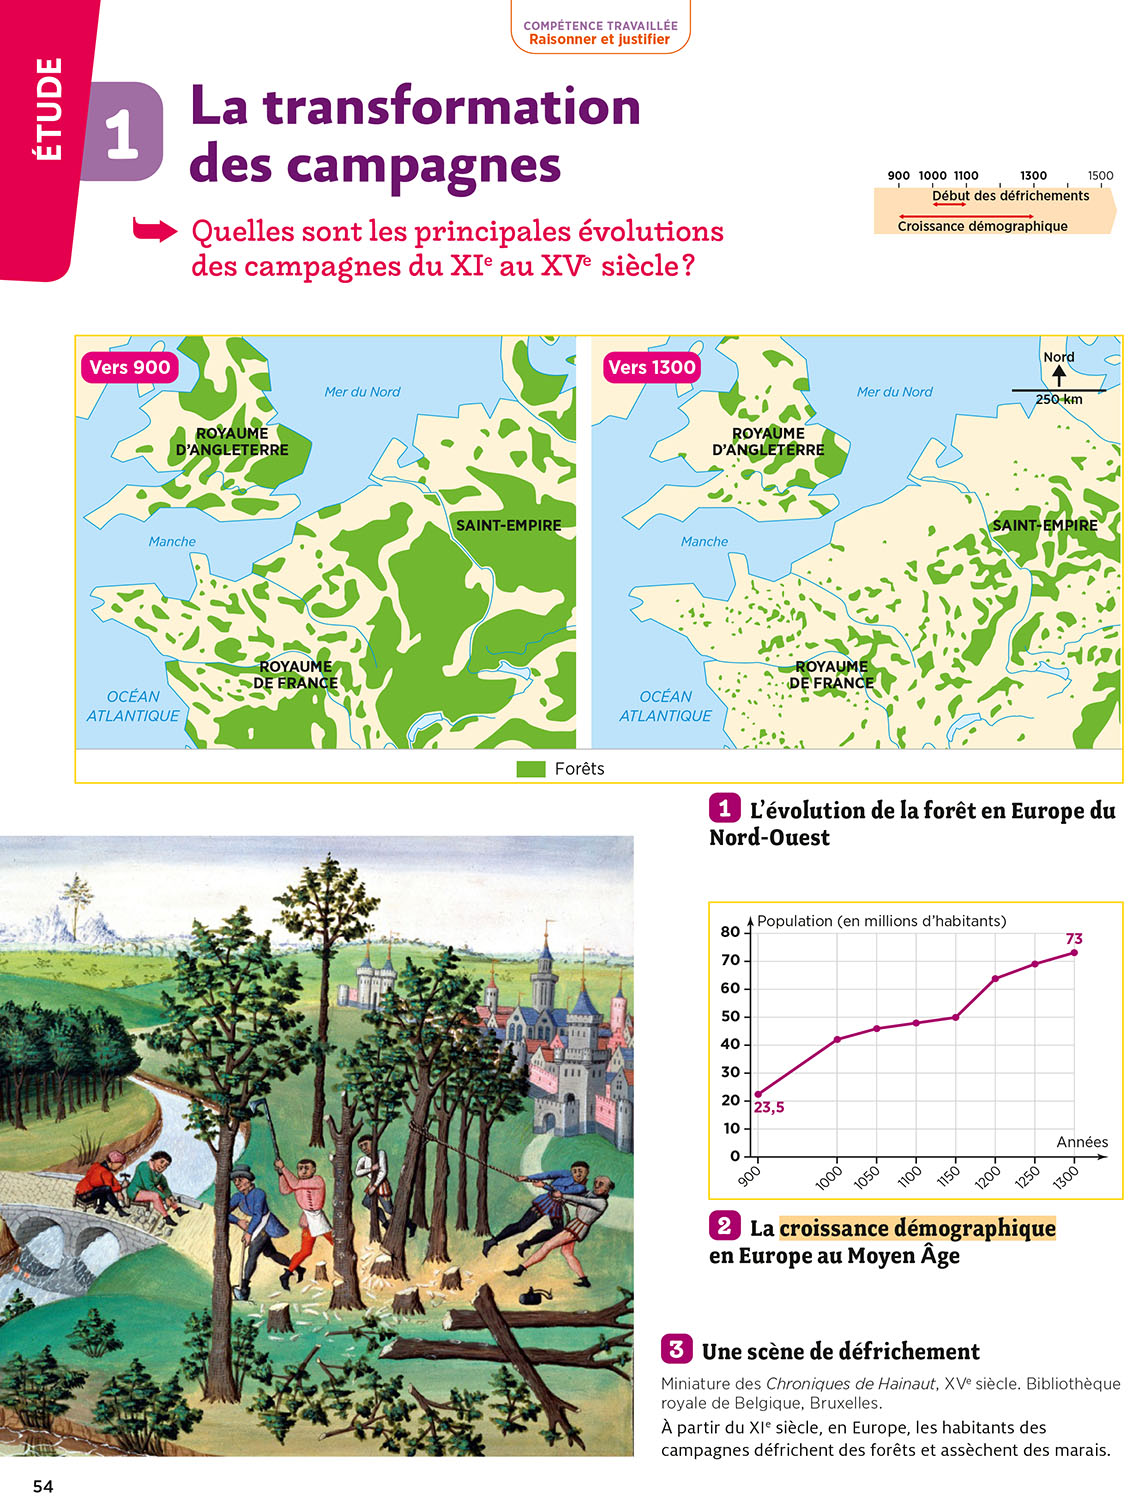 COMPÉTENCE TRAVAILLÉE
Raisonner et justifier
ÉTUDE
1
La transformation
des campagnes
Quelles sont les principales évolutions
des campagnes du XIe au XVe siècle ?
900 1000 1100 1300 1500
Début des défrichements
Croissance démographique
Vers 900
Mer du Nord
ROYAUME
D'ANGLETERRE
SAINT-EMPIRE
Manche
ROYAUME
DE FRANCE
OCÉAN
ATLANTIQUE
Vers 1300
Nord
250 km
Mer du Nord
ROYAUME
D'ANGLETERRE
SAINT-EMPIRE
Manche
ROYAUME
DE FRANCE
OCÉAN
ATLANTIQUE
Forêts
1 L'évolution de la forêt en Europe du
Nord-Ouest
Population (en millions d'habitants)
80
70
60
50
40
30
20
10
0
73
23,5
Années
900 1000 1050 1100 1150 1200 1250 1300
2 La croissance démographique
en Europe au Moyen Âge
3 Une scène de défrichement
Miniature des Chroniques de Hainaut, XVe siècle. Bibliothèque
royale de Belgique, Bruxelles.
À partir du XIe siècle, en Europe, les habitants des
campagnes défrichent des forêts et assèchent des marais.
54